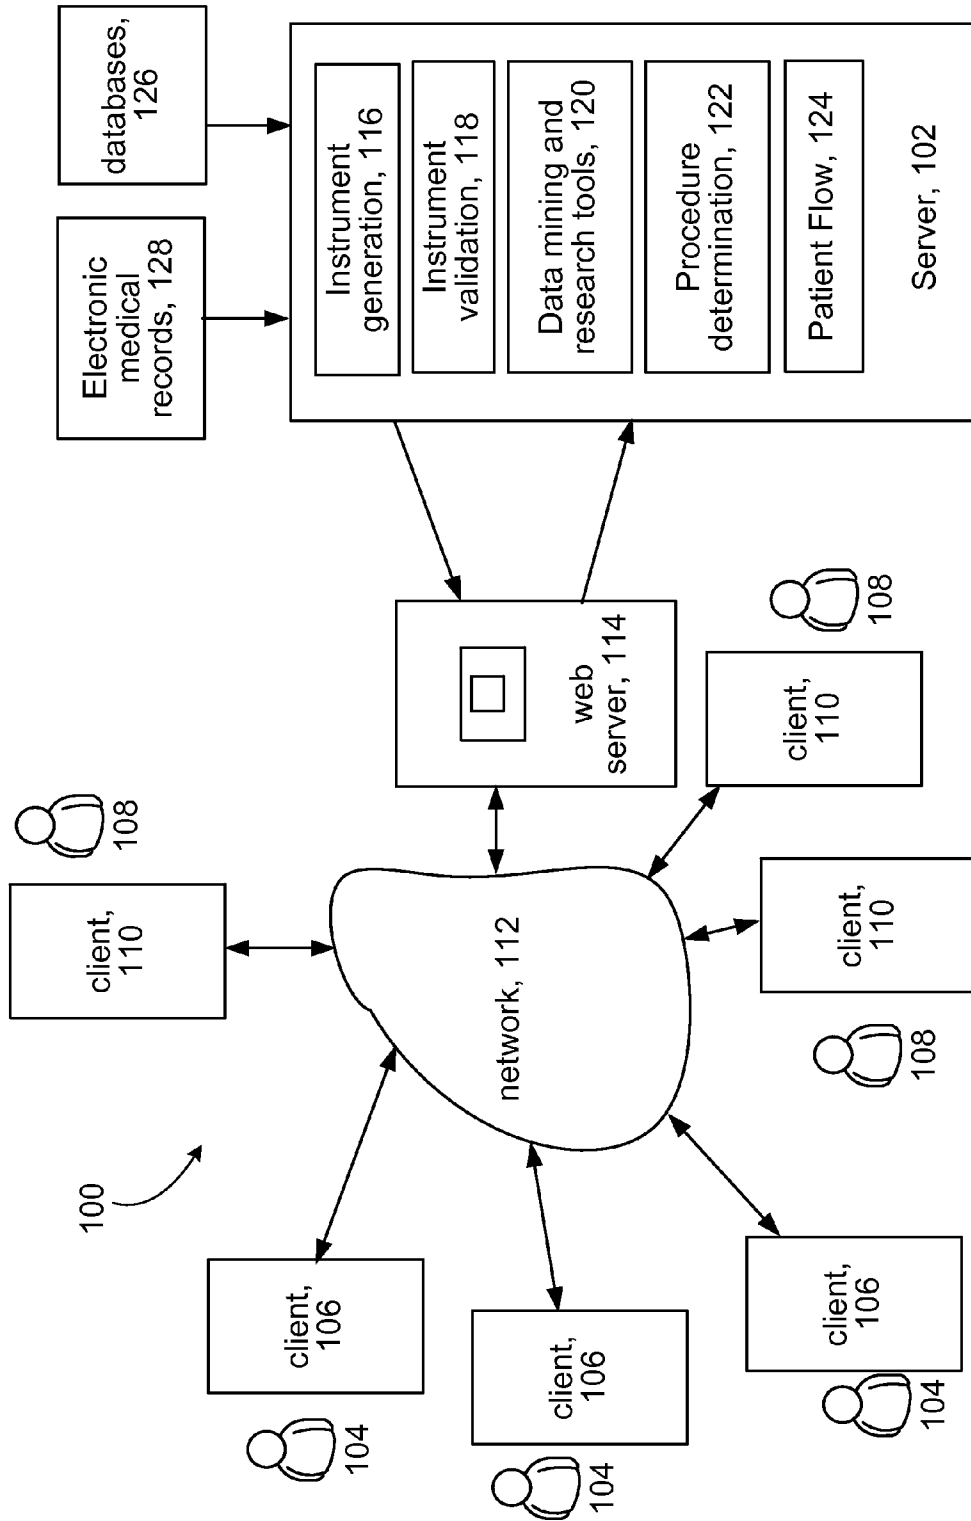 100
client,
106
104
client,
106
104
client,
106
104
network, 112
client,
110
108
client,
110
108
client,
110
108
web
server, 114
Electronic
medical
records, 128
databases,
126
Instrument
generation, 116
Instrument
validation, 118
Data mining and
research tools, 120
Procedure
determination, 122
Patient Flow, 124
Server, 102